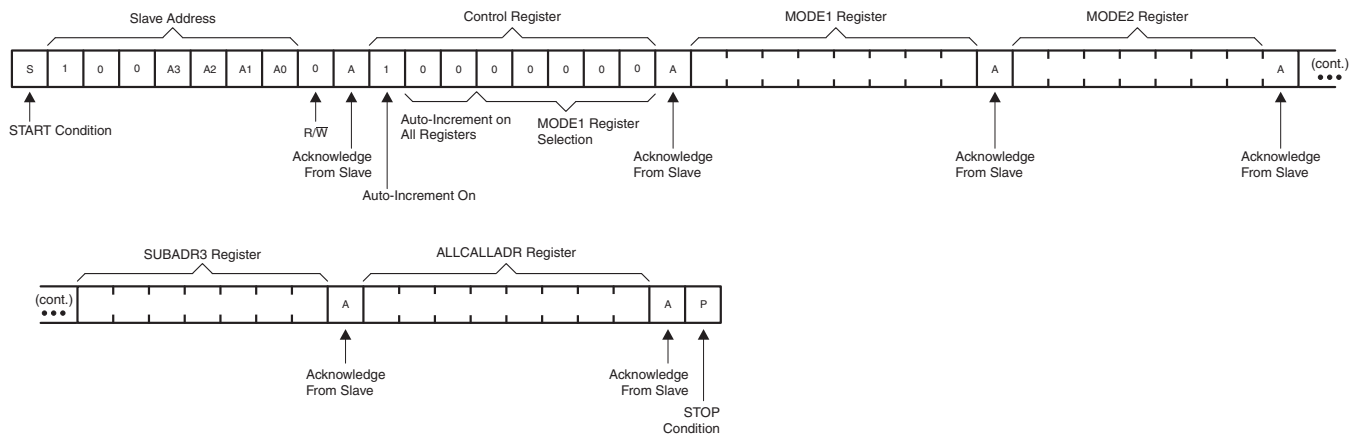 Slave Address
Control Register
MODE1 Register
MODE2 Register
S 1 0 0 A3 A2 A1 A0 0 A 1 0 0 0 0 0 0 0 A A A (cont.)
•••
START Condition
R/W̅
Auto-Increment on
All Registers
MODE1 Register
Selection
Acknowledge
From Slave
Acknowledge
From Slave
Acknowledge
From Slave
Acknowledge
From Slave
Auto-Increment On
SUBADR3 Register
ALLCALLADR Register
(cont.)
•••
A A P
Acknowledge
From Slave
Acknowledge
From Slave
STOP
Condition